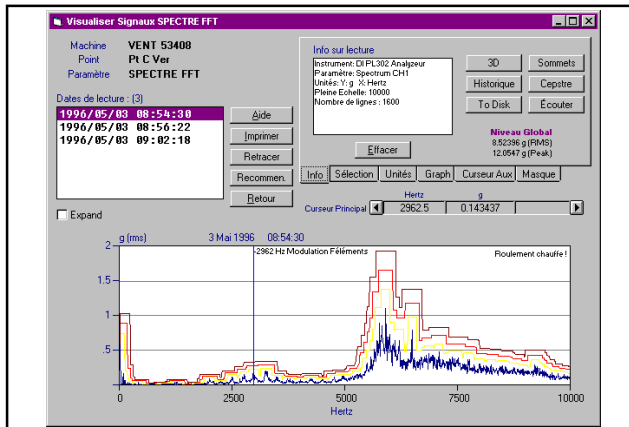 Visualiser Signaux SPECTRE FFT
Machine VENT 53408
Point Pt C Ver
Paramètre SPECTRE FFT
Dates de lecture : (3)
1996/05/03 08:54:30
1996/05/03 08:56:22
1996/05/03 09:02:18
Aide
Imprimer
Retracer
Recommen.
Retour
Expand
Info sur lecture
Instrument: DI PL302 Analyzeur
Paramètre: Spectrum CH1
Unités: Y: g X: Hertz
Pleine Echelle: 10000
Nombre de lignes : 1600
Effacer
3D
Sommets
Historique
Cepstre
To Disk
Écouter
Niveau Global
8.52396 g (RMS)
12.0547 g (Peak)
Info
Sélection
Unités
Graph
Curseur Aux
Masque
Hertz g
Curseur Principal 2962.5 0.143437
g (rms) 3 Mai 1996 08:54:30
2962 Hz Modulation Féléments
Roulement chauffe !
2
1.5
1
.5
0 2500 5000 7500 10000
Hertz